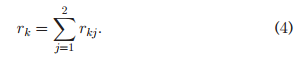 r_k = \sum_{j=1}^{2} r_{kj}. (4)